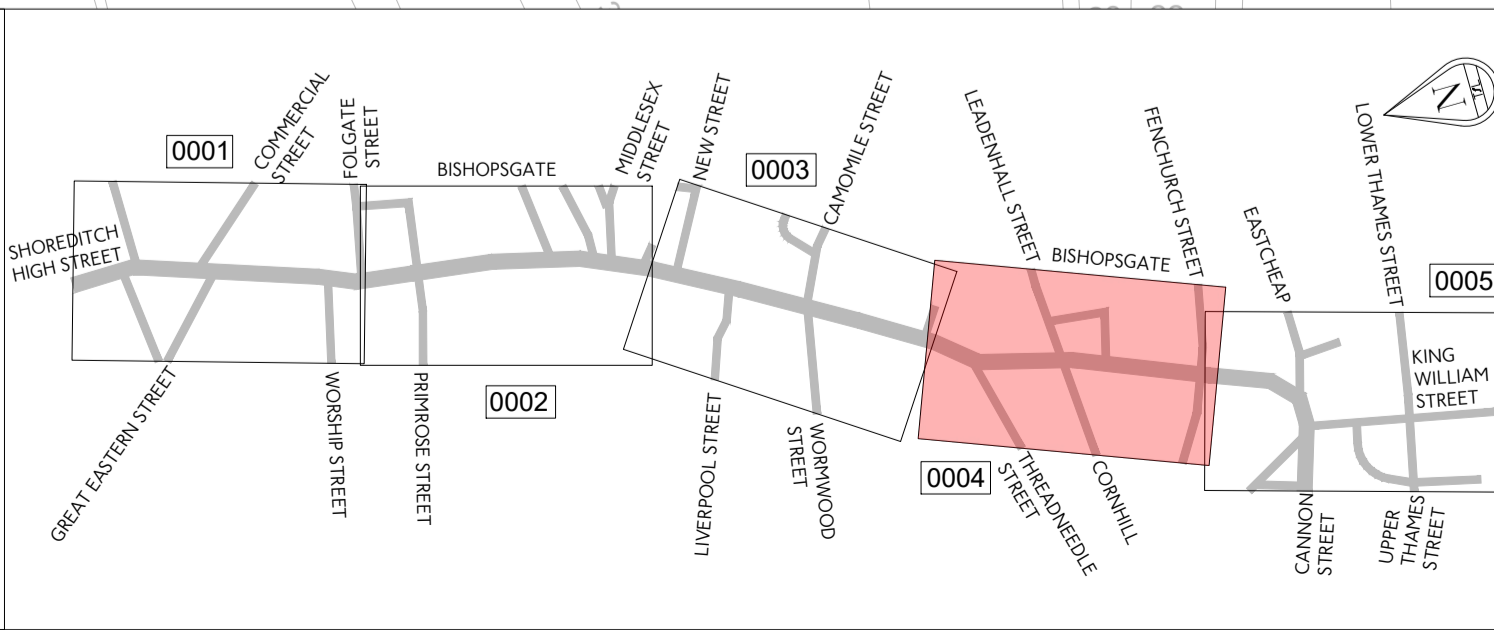 0001
COMMERCIAL
STREET
FOLGATE
STREET
BISHOPSGATE
MIDDLESEX
STREET
NEW STREET
0003
CAMOMILE STREET
LEADENHALL STREET
BISHOPSGATE
FENCHURCH STREET
EASTCHEAP
LOWER THAMES STREET
N
0005
SHOREDITCH
HIGH STREET
KING
WILLIAM
STREET
GREAT EASTERN STREET
WORSHIP STREET
PRIMROSE STREET
0002
LIVERPOOL STREET
WORMWOOD
STREET
0004
THREADNEEDLE
STREET
CORNHILL
CANNON
STREET
UPPER
THAMES
STREET